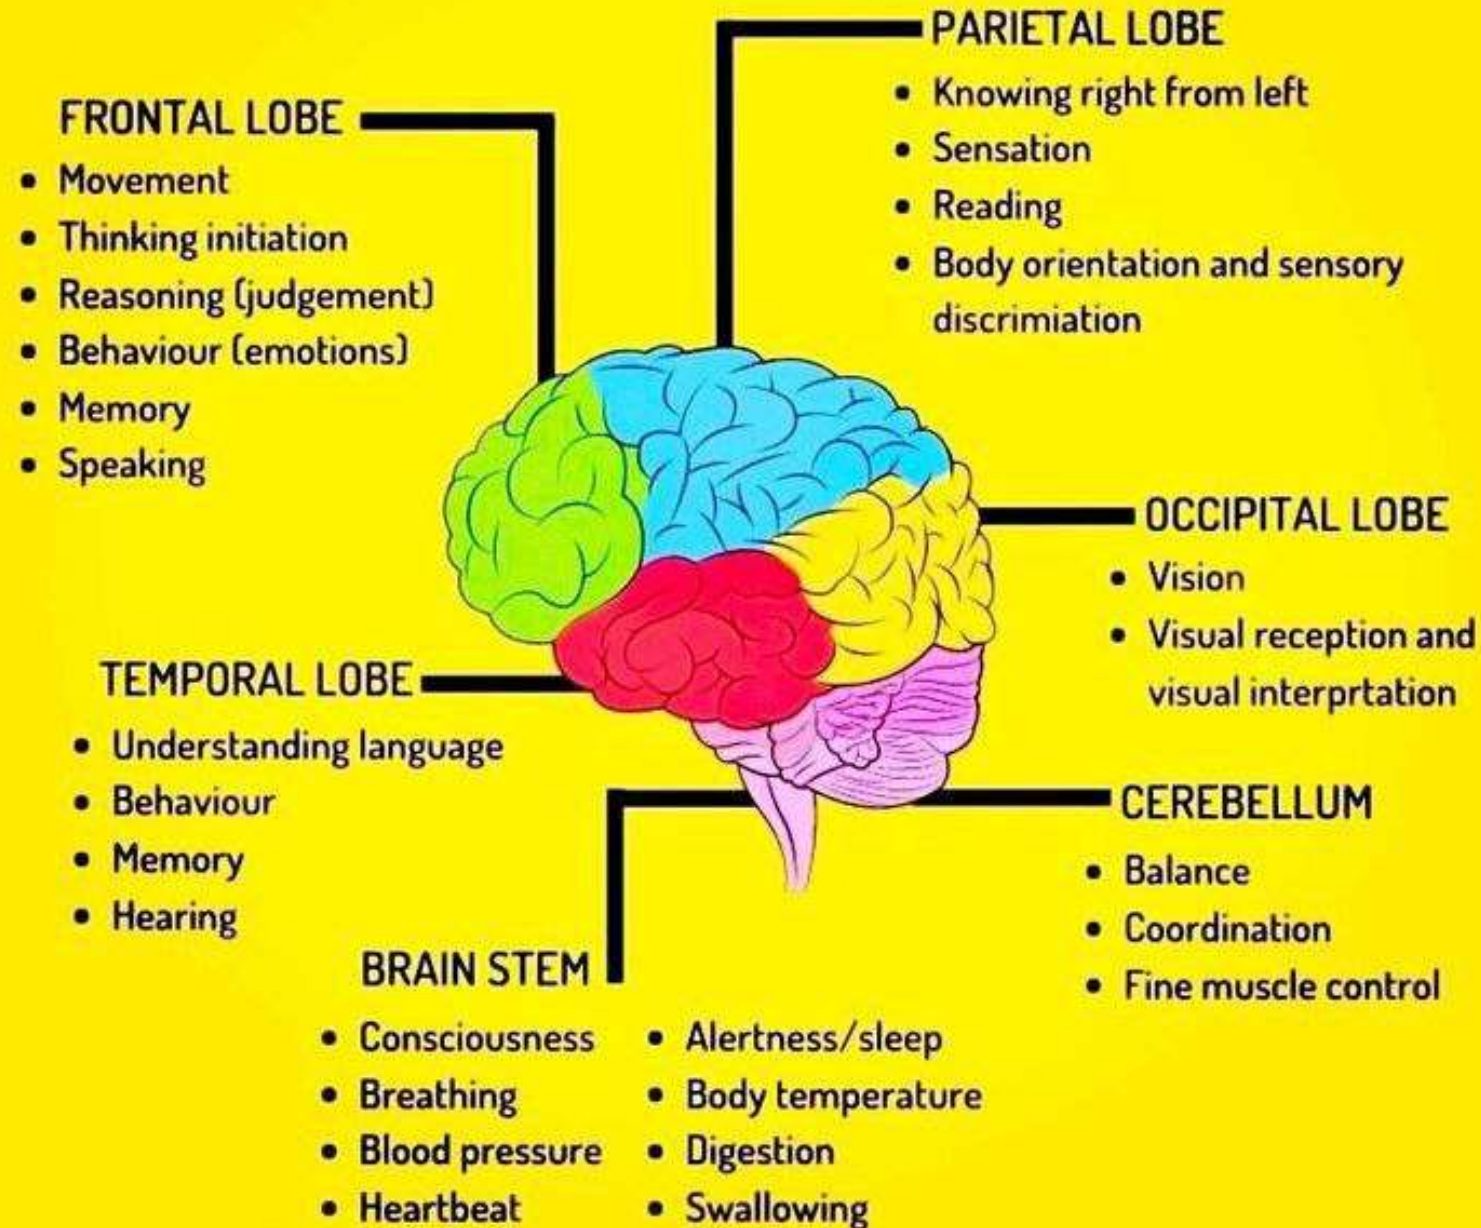 PARIETAL LOBE
• Knowing right from left
• Sensation
• Reading
• Body orientation and sensory
discrimiation
FRONTAL LOBE
• Movement
• Thinking initiation
• Reasoning (judgement)
• Behaviour (emotions)
• Memory
• Speaking
OCCIPITAL LOBE
• Vision
• Visual reception and
visual interprtation
TEMPORAL LOBE
• Understanding language
• Behaviour
• Memory
• Hearing
CEREBELLUM
• Balance
• Coordination
• Fine muscle control
BRAIN STEM
• Consciousness
• Breathing
• Blood pressure
• Heartbeat
• Alertness/sleep
• Body temperature
• Digestion
• Swallowing